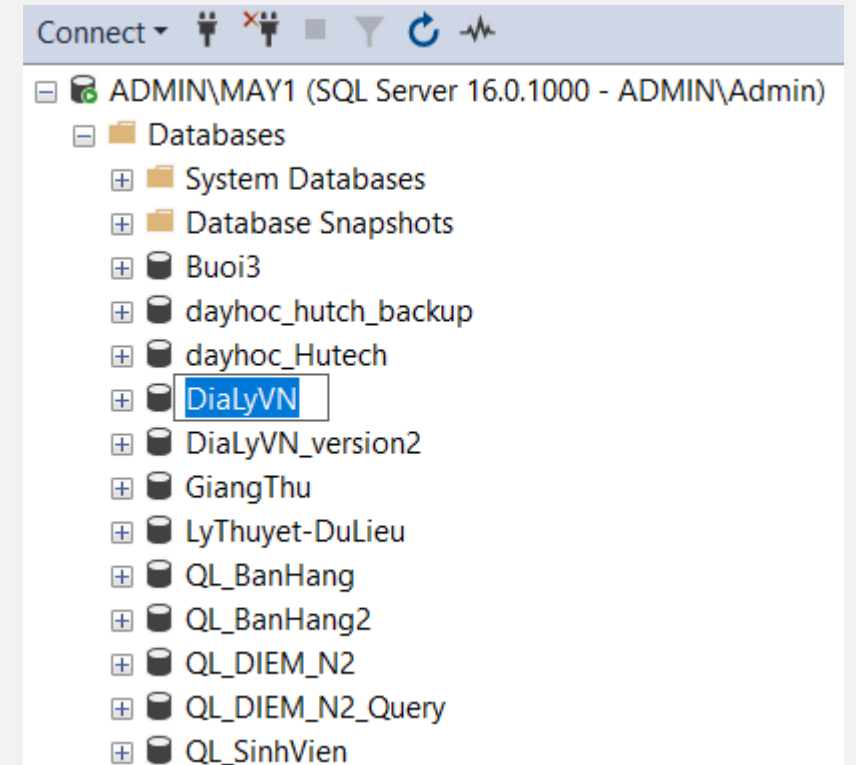 Connect
ADMIN\MAY1 (SQL Server 16.0.1000 - ADMIN\Admin)
Databases
System Databases
Database Snapshots
Buoi3
dayhoc_hutch_backup
dayhoc_Hutech
DiaLyVN
DiaLyVN_version2
GiangThu
LyThuyet-DuLieu
QL_BanHang
QL_BanHang2
QL_DIEM_N2
QL_DIEM_N2_Query
QL_SinhVien